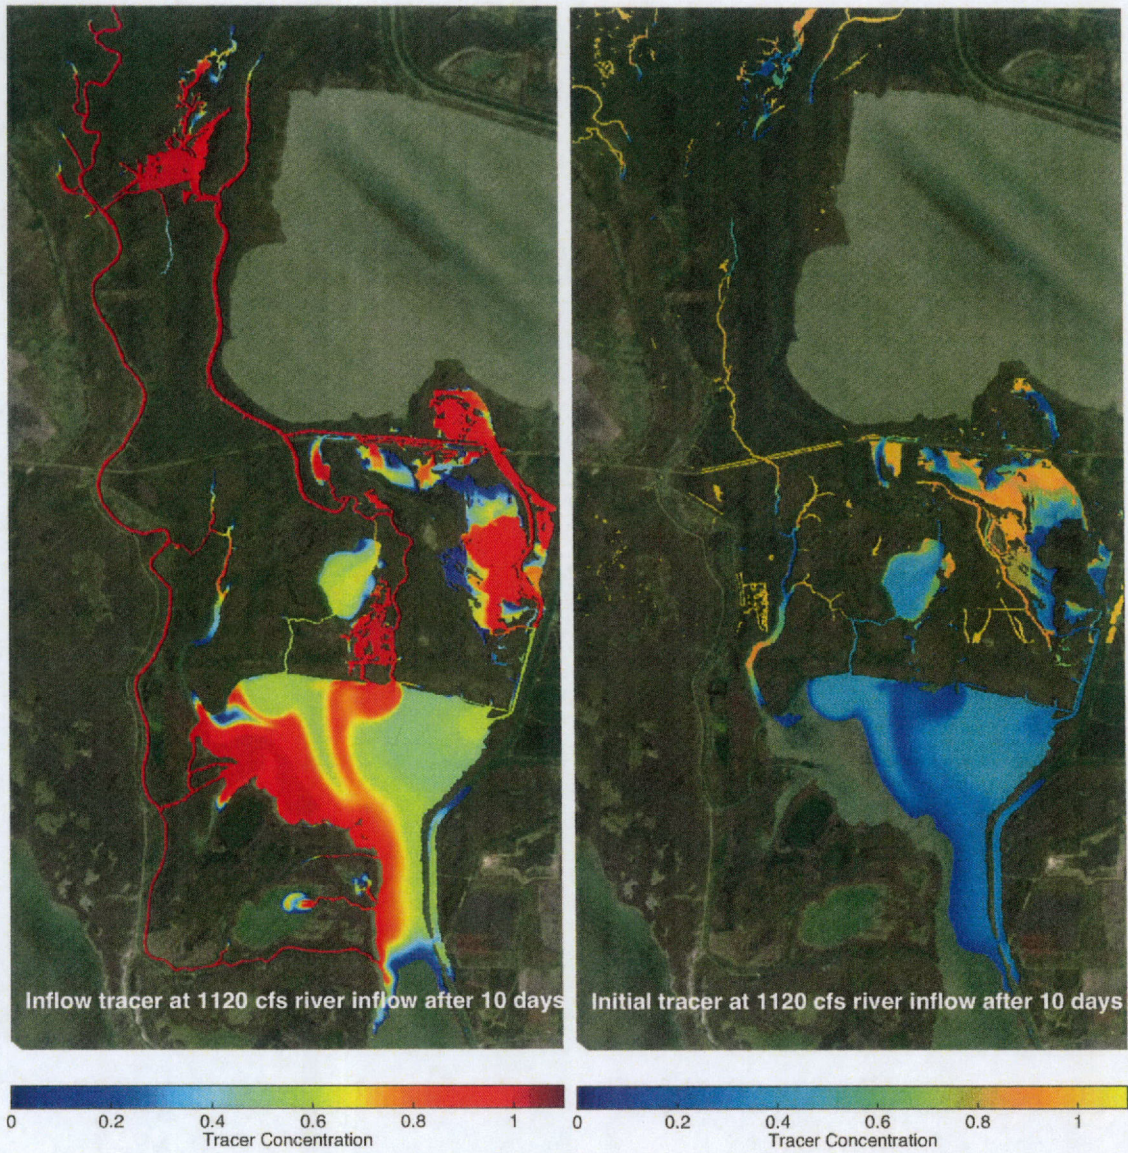 Inflow tracer at 1120 cfs river inflow after 10 days
Initial tracer at 1120 cfs river inflow after 10 days
0 0.2 0.4 0.6 0.8 1
Tracer Concentration
0 0.2 0.4 0.6 0.8 1
Tracer Concentration